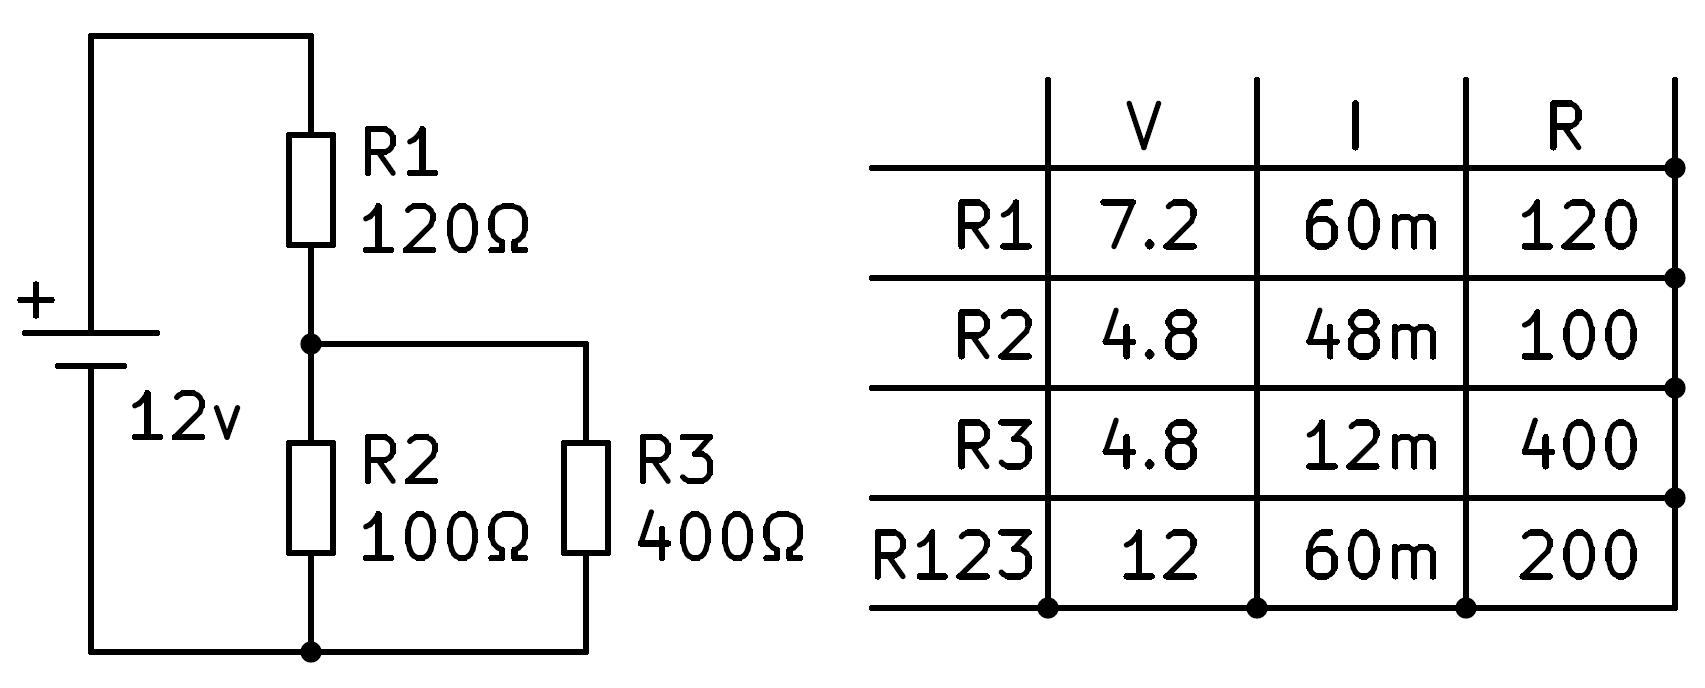 R1
120Ω
+
12v
R2
100Ω
R3
400Ω
V I R
R1 7.2 60m 120
R2 4.8 48m 100
R3 4.8 12m 400
R123 12 60m 200